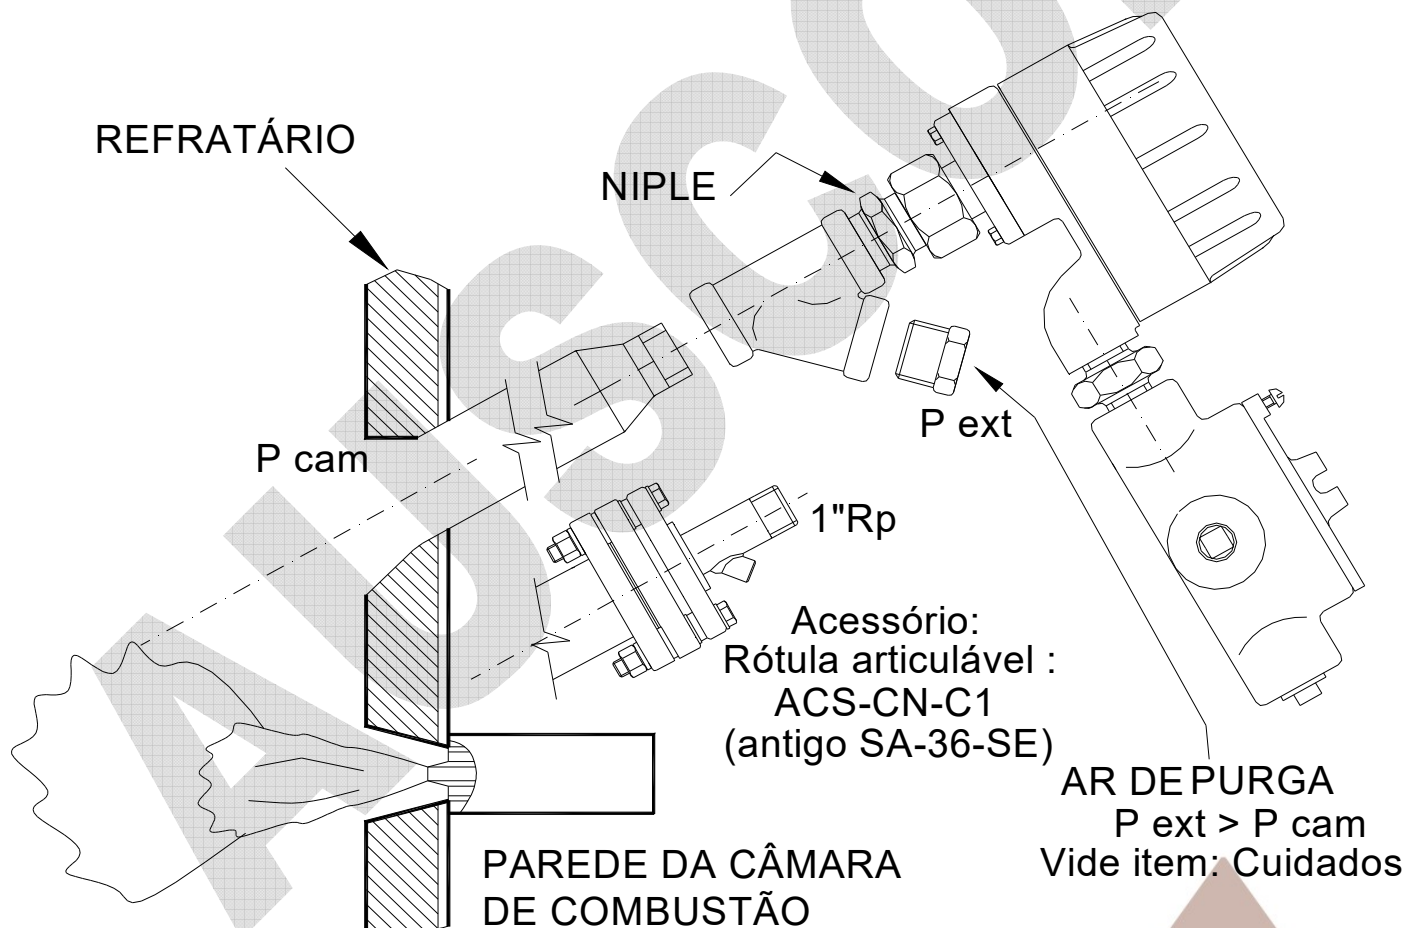 REFRATÁRIO
NIPLE
P ext
P cam
1"Rp
Acessório:
Rótula articulável :
ACS-CN-C1
(antigo SA-36-SE)
AR DE PURGA
P ext > P cam
Vide item: Cuidados
PAREDE DA CÂMARA
DE COMBUSTÃO